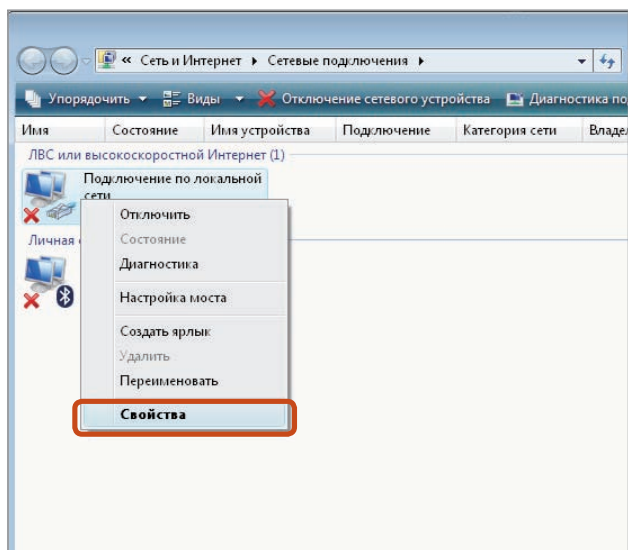 « Сеть и Интернет ▸ Сетевые подключения ▸
Упорядочить Виды Отключение сетевого устройства Диагностика по
Имя Состояние Имя устройства Подключение Категория сети Владе
ЛВС или высокоскоростной Интернет (1)
Подключение по локальной
сети
Отключить
Личная
Состояние
Диагностика
Настройка моста
Создать ярлык
Удалить
Переименовать
Свойства